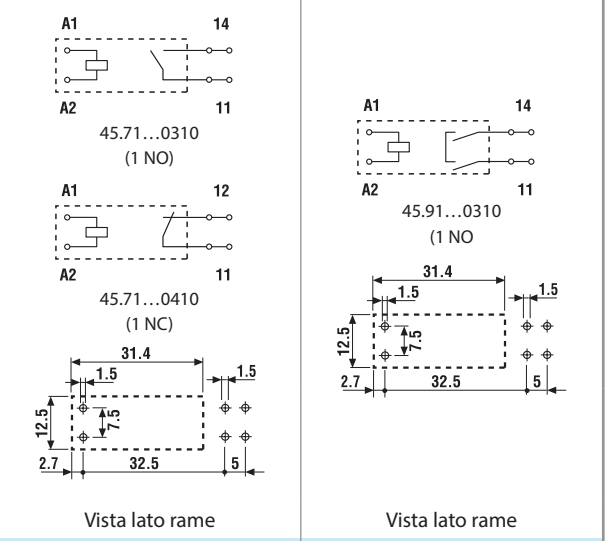 A1 14
A2 11
45.71...0310
(1 NO)
A1 12
A2 11
45.71...0410
(1 NC)
31.4
1.5 1.5
12.5 7.5
2.7 32.5 5
Vista lato rame
A1 14
A2 11
45.91...0310
(1 NO
31.4
1.5 1.5
12.5 7.5
2.7 32.5 5
Vista lato rame